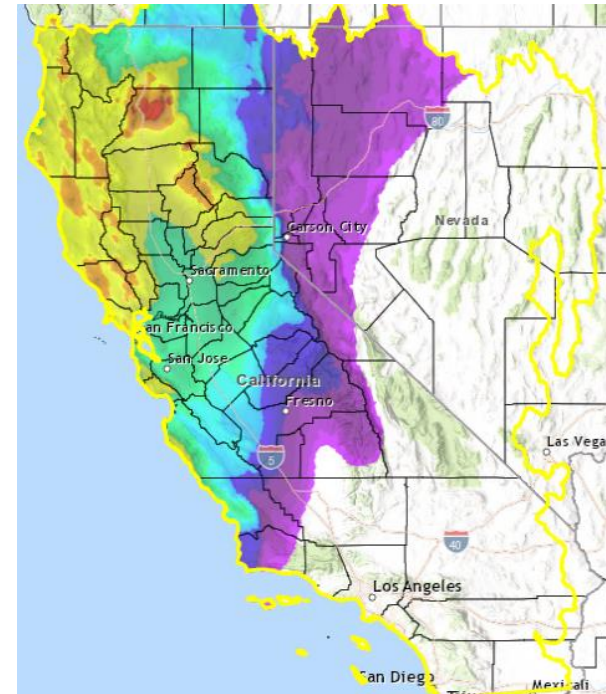 80
Nevada
Carson City
Sacramento
an Francisco
San Jose
California
Fresno
5
Las Vega
40
Los Angeles
San Diego
Mexicali